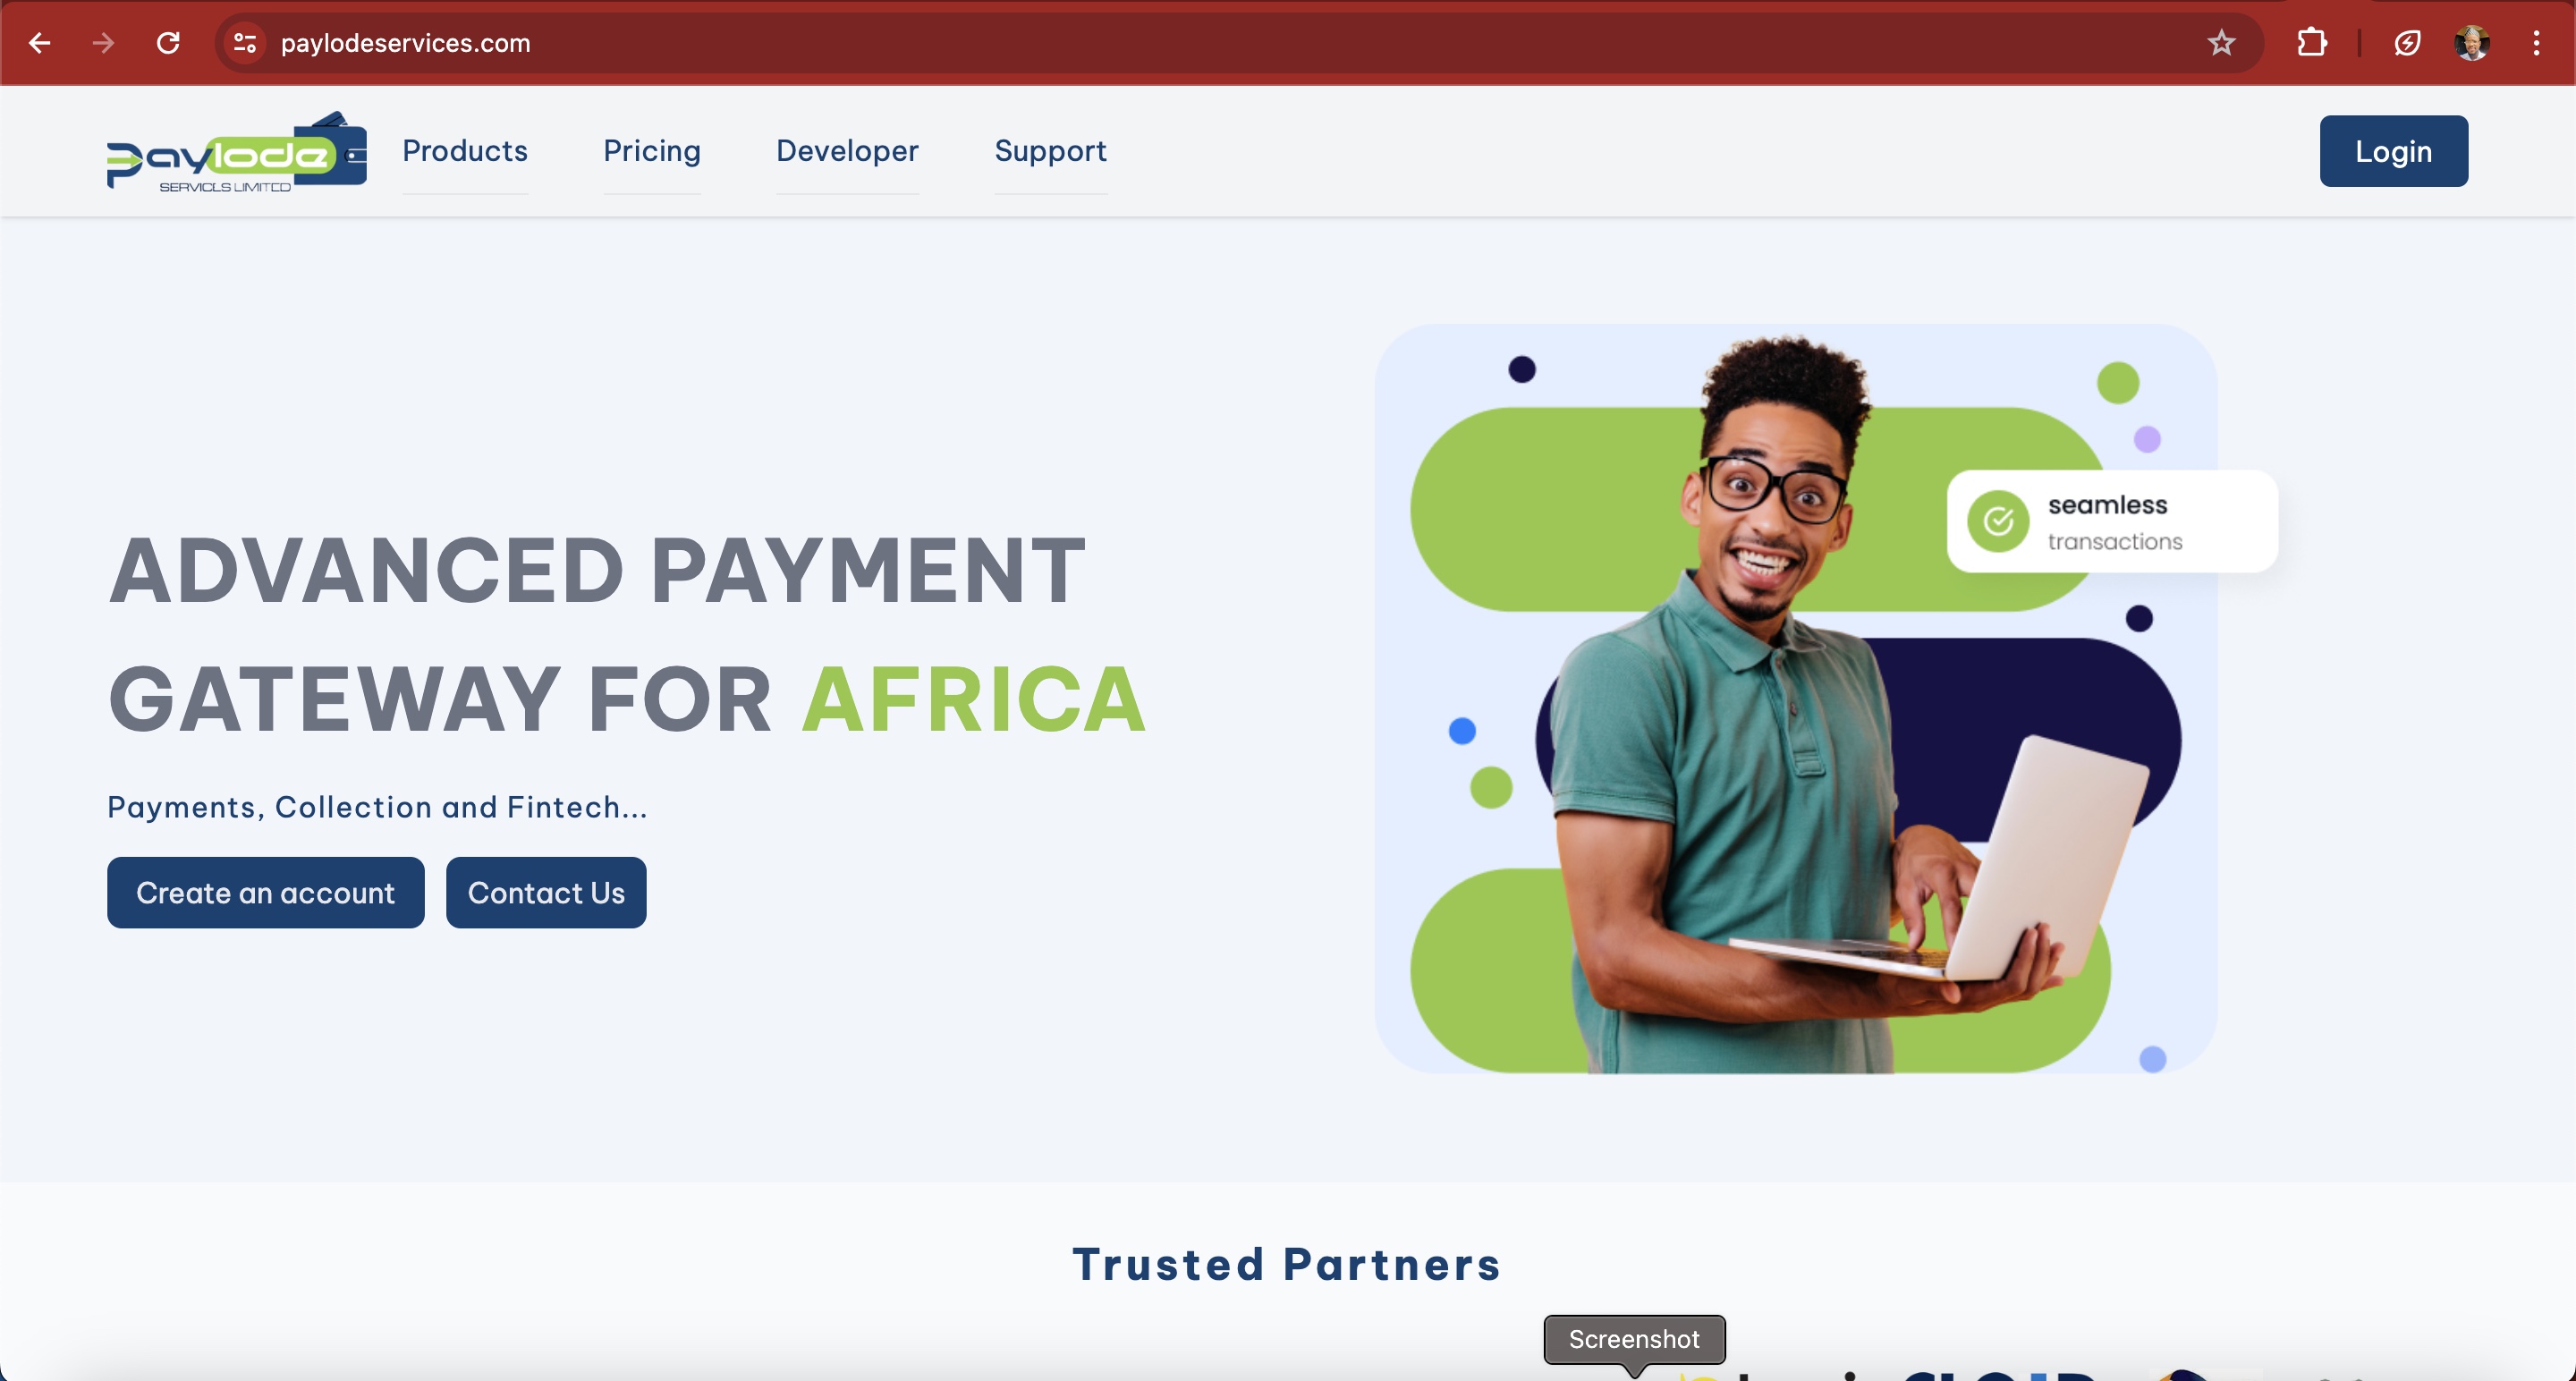 paylodeservices.com
Paylode
SERVICES LIMITED
Products
Pricing
Developer
Support
Login
ADVANCED PAYMENT
GATEWAY FOR AFRICA
Payments, Collection and Fintech...
Create an account
Contact Us
seamless
transactions
Trusted Partners
Screenshot